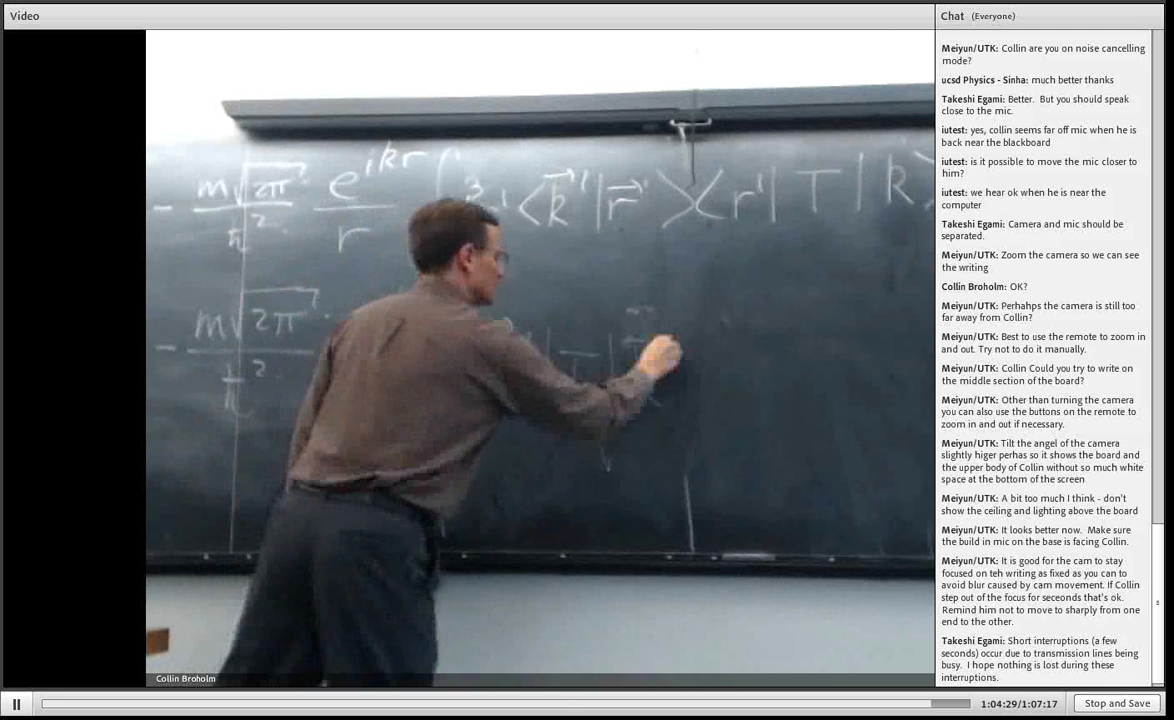 Video
Chat (Everyone)
Meiyun/UTK: Collin are you on noise cancelling
mode?
ucsd Physics - Sinha: much better thanks
Takeshi Egami: Better. But you should speak
close to the mic.
iutest: yes, collin seems far off mic when he is
back near the blackboard
iutest: is it possible to move the mic closer to
him?
iutest: we hear ok when he is near the
computer
Takeshi Egami: Camera and mic should be
separated.
Meiyun/UTK: Zoom the camera so we can see
the writing
Collin Broholm: OK?
Meiyun/UTK: Perhahps the camera is still too
far away from Collin?
Meiyun/UTK: Best to use the remote to zoom in
and out. Try not to do it manually.
Meiyun/UTK: Collin Could you try to write on
the middle section of the board?
Meiyun/UTK: Other than turning the camera
you can also use the buttons on the remote to
zoom in and out if necessary.
Meiyun/UTK: Tilt the angel of the camera
slightly higer perhas so it shows the board and
the upper body of Collin without so much white
space at the bottom of the screen
Meiyun/UTK: A bit too much I think - don't
show the ceiling and lighting above the board
Meiyun/UTK: It looks better now. Make sure
the build in mic on the base is facing Collin.
Meiyun/UTK: It is good for the cam to stay
focused on teh writing as fixed as you can to
avoid blur caused by cam movement. If Collin
step out of the focus for seceonds that's ok.
Remind him not to move to sharply from one
end to the other.
Takeshi Egami: Short interruptions (a few
seconds) occur due to transmission lines being
busy. I hope nothing is lost during these
interruptions.
- m√2π / ħ² e^ikr / r ∫ 3 r' <k⃗'|r⃗'><r'|T|k>
- m√2π / ħ² | T |
Collin Broholm
1:04:29/1:07:17
Stop and Save